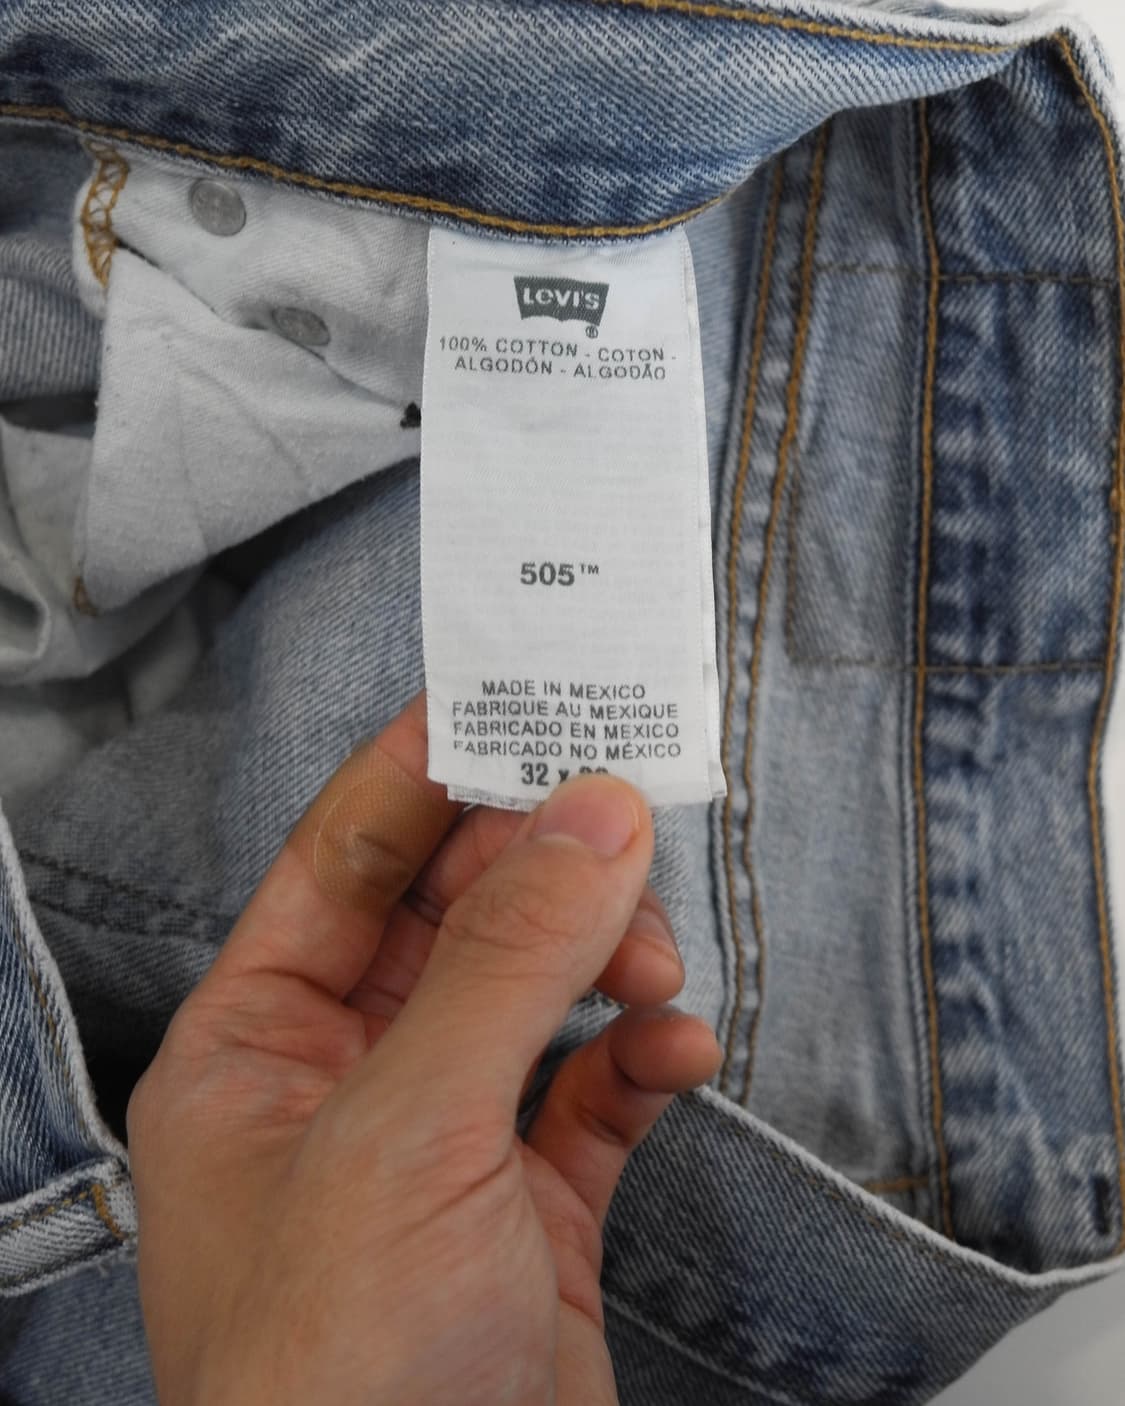 LEVI'S
®
100% COTTON - COTON -
ALGODÓN - ALGODÃO
505™
MADE IN MEXICO
FABRIQUE AU MEXIQUE
FABRICADO EN MEXICO
FABRICADO NO MÉXICO
32 x